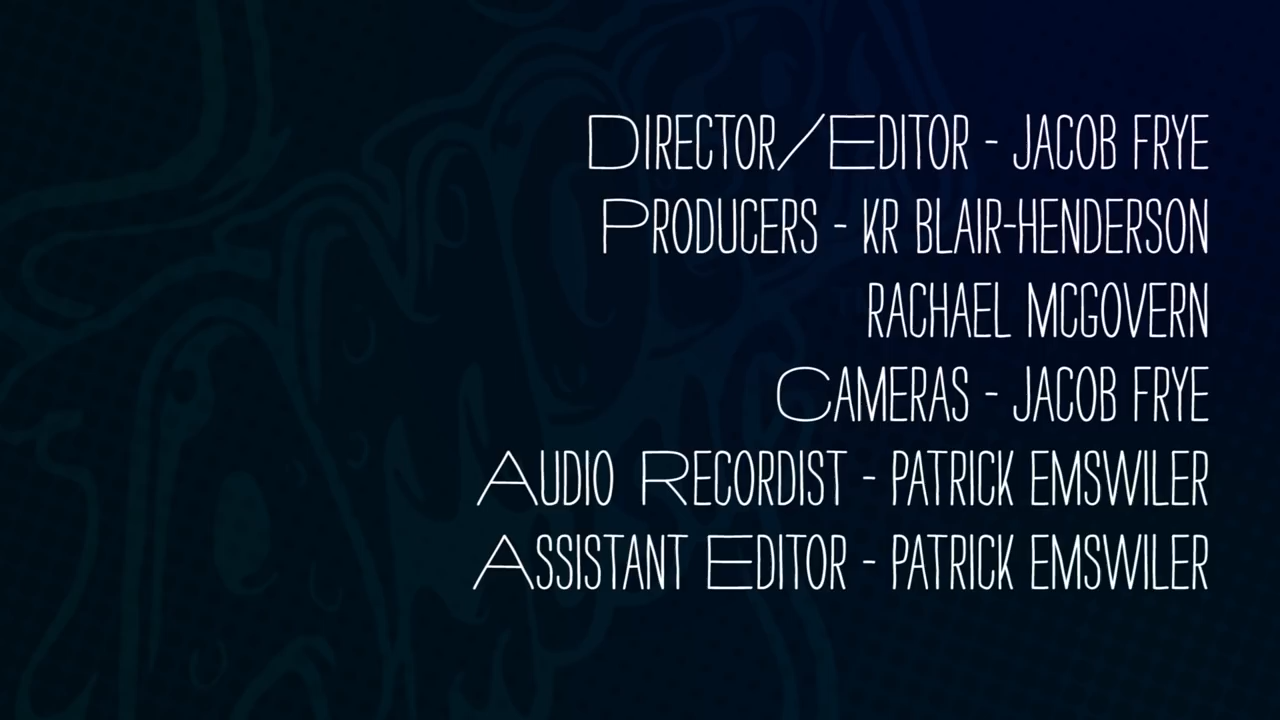 Director/Editor - Jacob Frye
Producers - KR Blair-Henderson
Rachael McGovern
Cameras - Jacob Frye
Audio Recordist - Patrick Emswiler
Assistant Editor - Patrick Emswiler